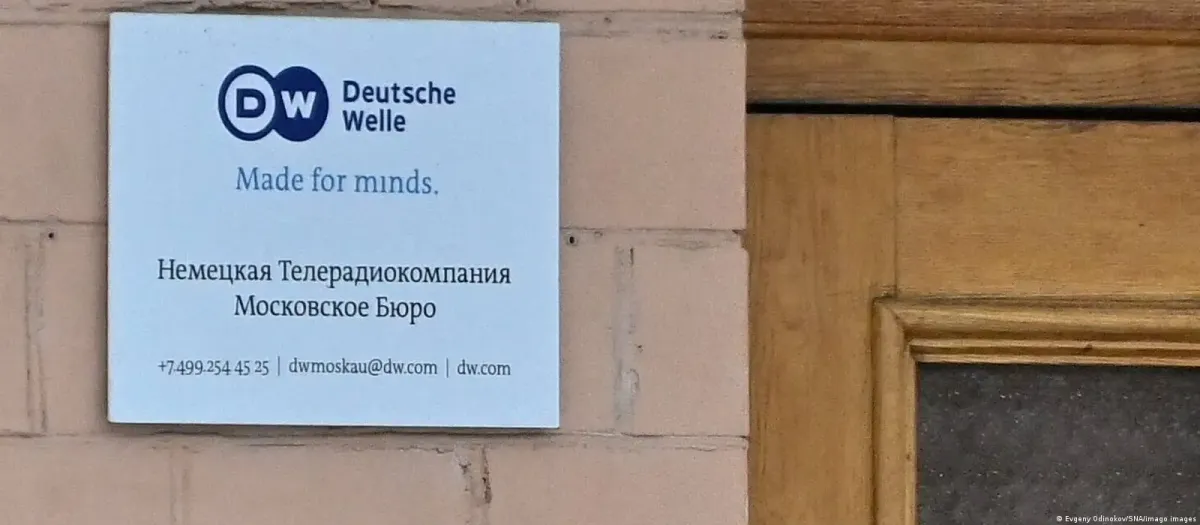 DW Deutsche
Welle
Made for minds.
Немецкая Телерадиокомпания
Московское Бюро
+7.499.254 45 25 | dwmoskau@dw.com | dw.com
© Evgeny Odinokov/SNA/imago images